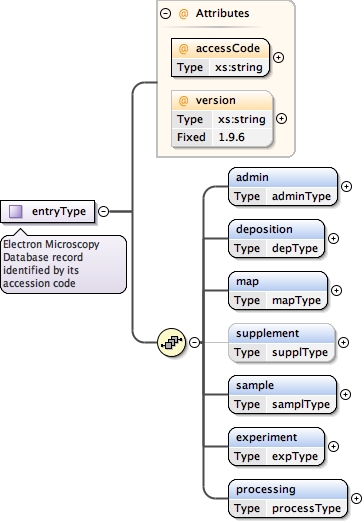 @ Attributes
@ accessCode
Type xs:string
@ version
Type xs:string
Fixed 1.9.6
entryType
Electron Microscopy
Database record
identified by its
accession code
admin
Type adminType
deposition
Type depType
map
Type mapType
supplement
Type supplType
sample
Type samplType
experiment
Type expType
processing
Type processType